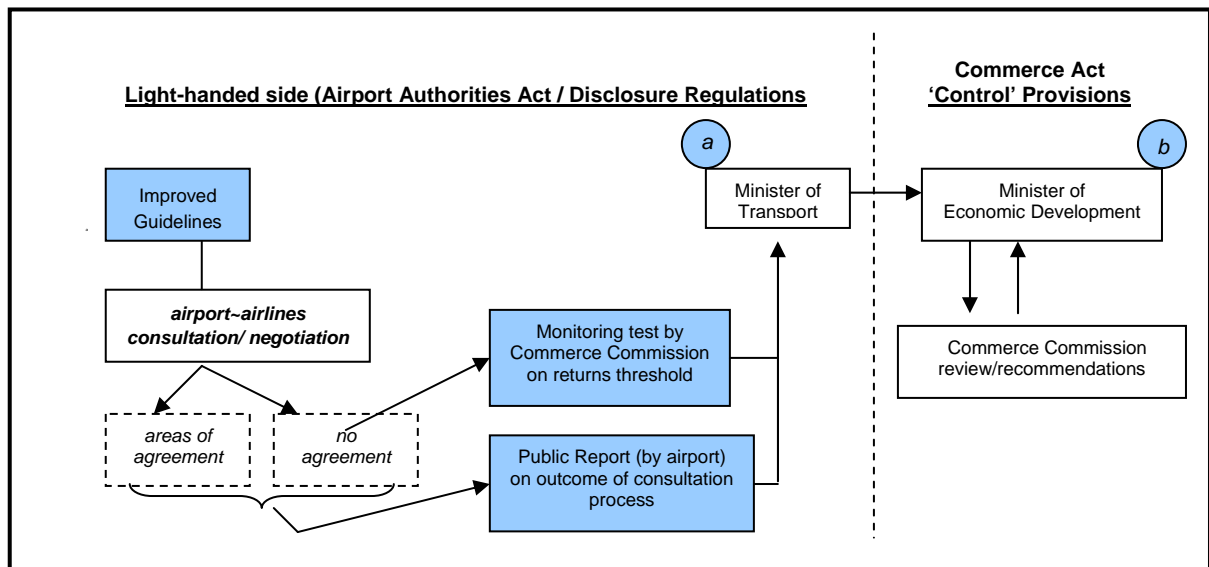 Light-handed side (Airport Authorities Act / Disclosure Regulations
Commerce Act
‘Control’ Provisions
a
b
Improved
Guidelines
Minister of
Transport
Minister of
Economic Development
airport~airlines
consultation/ negotiation
Monitoring test by
Commerce Commission
on returns threshold
Commerce Commission
review/recommendations
areas of
agreement
no
agreement
Public Report (by airport)
on outcome of consultation
process